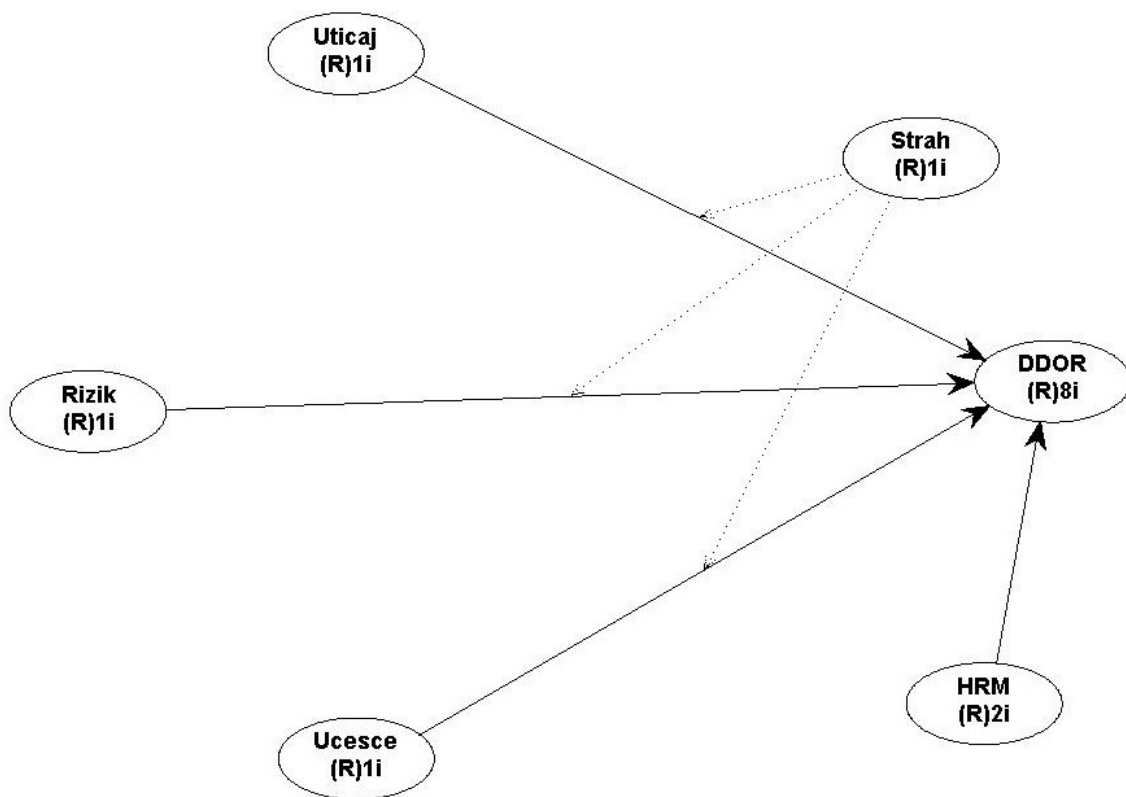 Uticaj
(R)1i
Strah
(R)1i
DDOR
(R)8i
Rizik
(R)1i
HRM
(R)2i
Ucesce
(R)1i